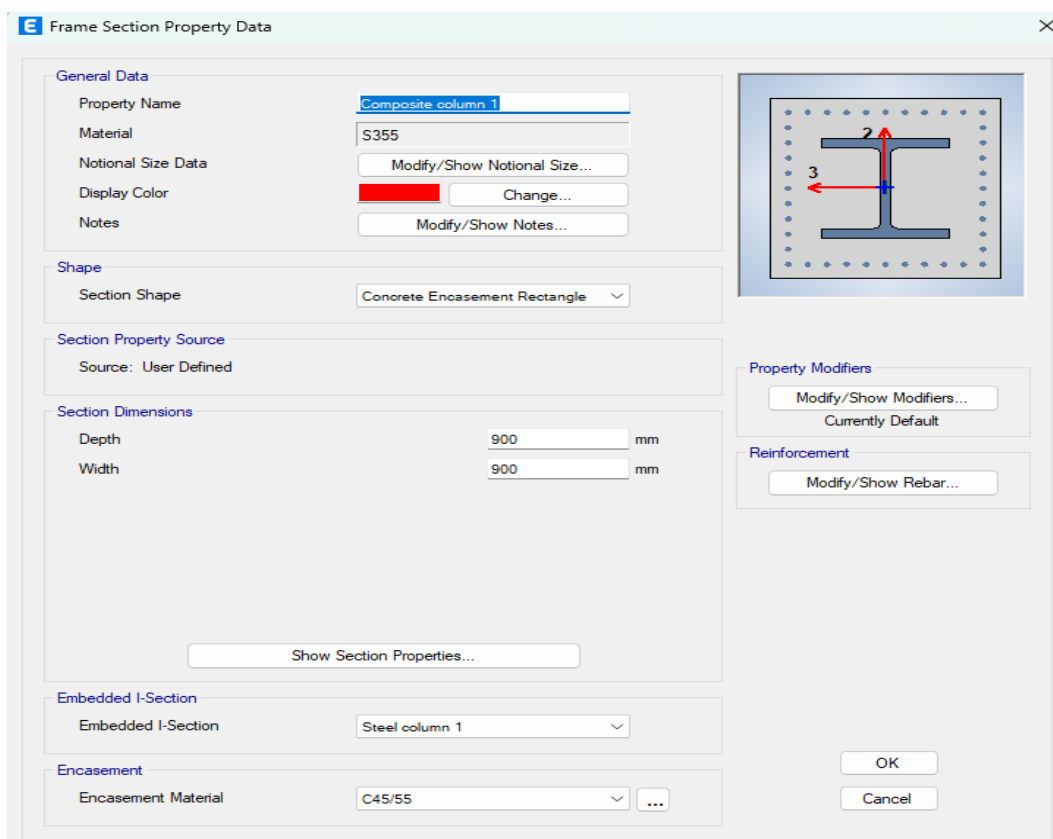 E Frame Section Property Data
General Data
Property Name Composite column 1
Material S355
Notional Size Data Modify/Show Notional Size...
Display Color Change...
Notes Modify/Show Notes...
2
3
Shape
Section Shape Concrete Encasement Rectangle
Section Property Source
Source: User Defined
Property Modifiers
Modify/Show Modifiers...
Currently Default
Section Dimensions
Depth 900 mm
Width 900 mm
Reinforcement
Modify/Show Rebar...
Show Section Properties...
Embedded I-Section
Embedded I-Section Steel column 1
Encasement
Encasement Material C45/55 ...
OK
Cancel